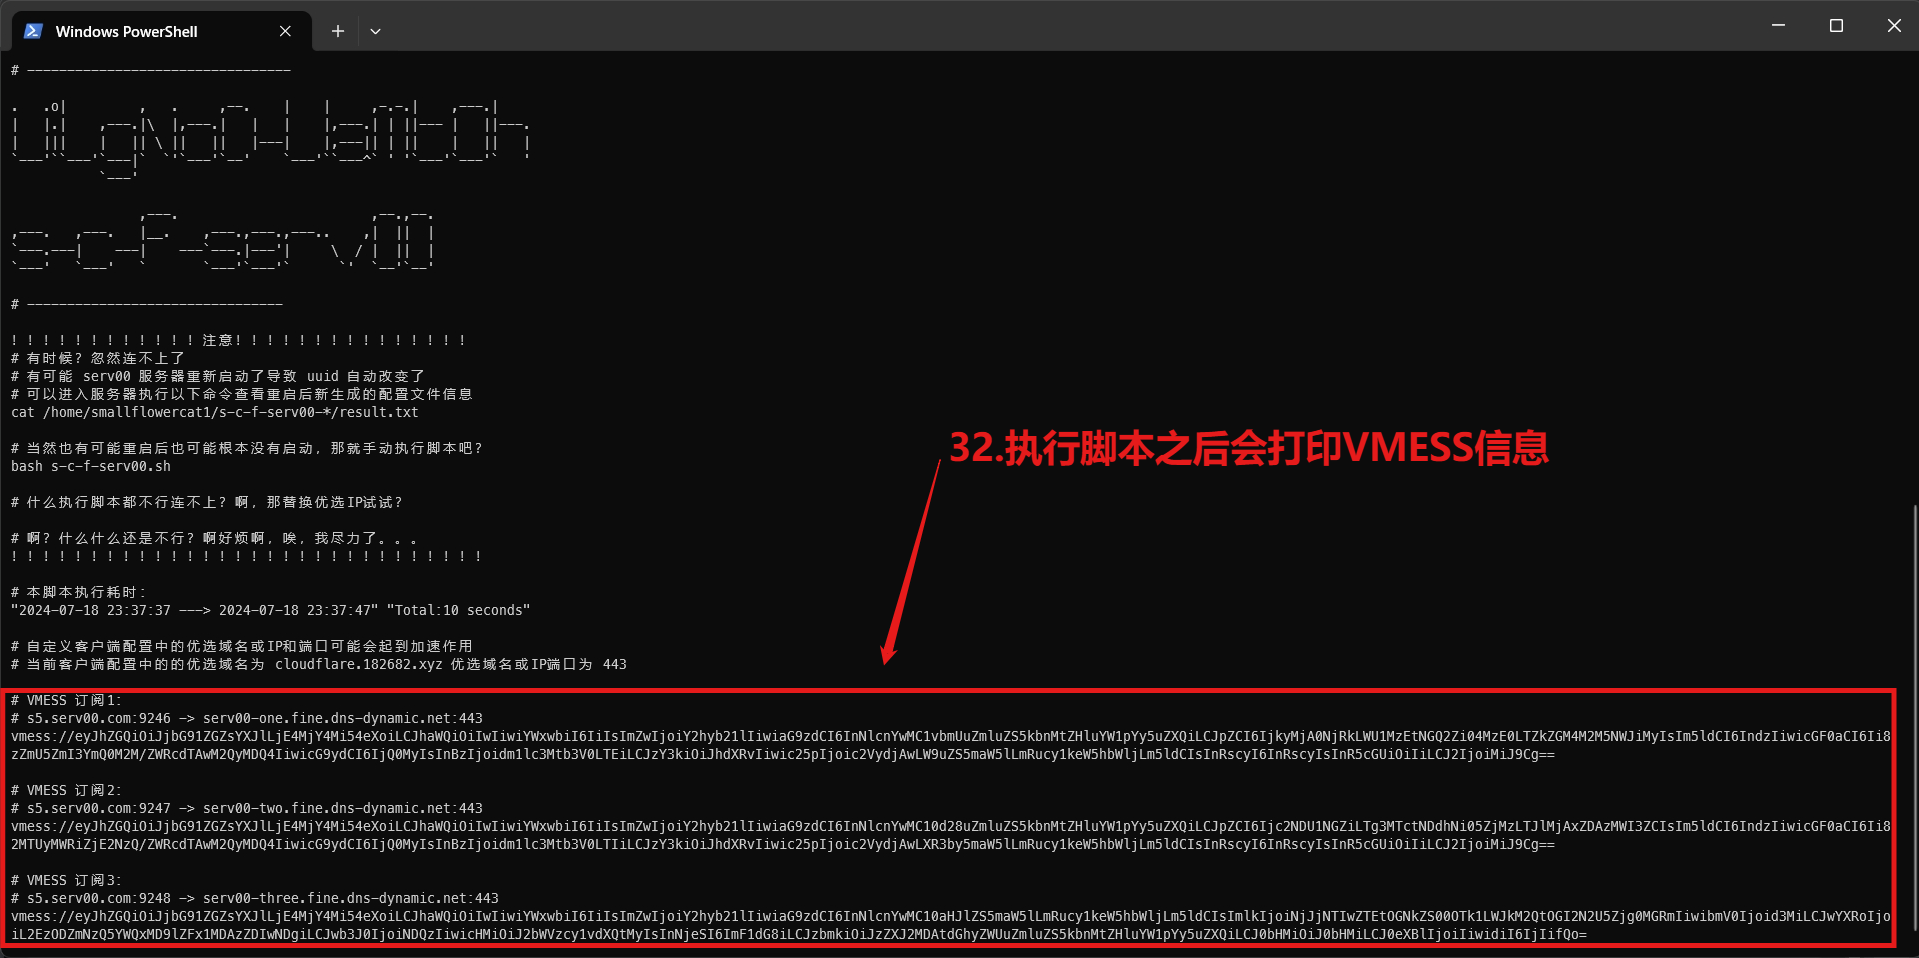 Windows PowerShell
# ---------------------------------
.   .o|         ,   .     ,--.    |    |     ,-.-.|    ,---.|
|   |.|    ,---.|\  |,---.|   |   |    |,---.| | ||--- |   ||---.
|   |||    |   || \ ||   ||   |---|    |,---|| | ||    |   ||   |
`---'``---'`---|`  `'`---'`--'    `---'``---^` ' '`---'`---'`   '
           `---'
                ,---.                        ,--.,--.
,---.   ,---.   |__.    ,---.,---.,---..    ,|  ||  |
`---.---|    ---|    ---`---.|---'|     \  / |  ||  |
`---'   `---'   `       `---'`---'`      `'  `--'`--'
# --------------------------------
！！！！！！！！！！！！注意！！！！！！！！！！！！！！！
# 有时候？忽然连不上了
# 有可能 serv00 服务器重新启动了导致 uuid 自动改变了
# 可以进入服务器执行以下命令查看重启后新生成的配置文件信息
cat /home/smallflowercat1/s-c-f-serv00-*/result.txt
# 当然也有可能重启后也可能根本没有启动，那就手动执行脚本吧？
bash s-c-f-serv00.sh
32.执行脚本之后会打印VMESS信息
# 什么执行脚本都不行连不上？啊，那替换优选IP试试？
# 啊？什么什么还是不行？啊好烦啊，唉，我尽力了。。。
！！！！！！！！！！！！！！！！！！！！！！！！！！！！！！
# 本脚本执行耗时：
"2024-07-18 23:37:37 ---> 2024-07-18 23:37:47" "Total:10 seconds"
# 自定义客户端配置中的优选域名或IP和端口可能会起到加速作用
# 当前客户端配置中的的优选域名为 cloudflare.182682.xyz 优选域名或IP端口为 443
# VMESS 订阅1：
# s5.serv00.com:9246 -> serv00-one.fine.dns-dynamic.net:443
vmess://eyJhZGQiOiJjbG91ZGZsYXJlLjE4MjY4Mi54eXoiLCJhaWQiOiIwIiwiYWxwbiI6IiIsImZwIjoiY2hyb21lIiwiaG9zdCI6InNlcnYwMC1vbmUuZmluZS5kbnMtZHluYW1pYy5uZXQiLCJpZCI6IjkyMjA0NjRkLWU1MzEtNGQ2Zi04MzE0LTZkZGM4M2M5NWJiMyIsIm5ldCI6IndzIiwicGF0aCI6Ii8
zZmU5ZmI3YmQ0M2M/ZWRcdTAwM2QyMDQ4IiwicG9ydCI6IjQ0MyIsInBzIjoidm1lc3Mtb3V0LTEiLCJzY3kiOiJhdXRvIiwic25pIjoic2VydjAwLW9uZS5maW5lLmRucy1keW5hbWljLm5ldCIsInRscyI6InRscyIsInR5cGUiOiIiLCJ2IjoiMiJ9Cg==
# VMESS 订阅2：
# s5.serv00.com:9247 -> serv00-two.fine.dns-dynamic.net:443
vmess://eyJhZGQiOiJjbG91ZGZsYXJlLjE4MjY4Mi54eXoiLCJhaWQiOiIwIiwiYWxwbiI6IiIsImZwIjoiY2hyb21lIiwiaG9zdCI6InNlcnYwMC10d28uZmluZS5kbnMtZHluYW1pYy5uZXQiLCJpZCI6Ijc2NDU1NGZiLTg3MTctNDdhNi05ZjMzLTJlMjAxZDAzMWI3ZCIsIm5ldCI6IndzIiwicGF0aCI6Ii8
2MTUyMWRiZjE2NzQ/ZWRcdTAwM2QyMDQ4IiwicG9ydCI6IjQ0MyIsInBzIjoidm1lc3Mtb3V0LTIiLCJzY3kiOiJhdXRvIiwic25pIjoic2VydjAwLXR3by5maW5lLmRucy1keW5hbWljLm5ldCIsInRscyI6InRscyIsInR5cGUiOiIiLCJ2IjoiMiJ9Cg==
# VMESS 订阅3：
# s5.serv00.com:9248 -> serv00-three.fine.dns-dynamic.net:443
vmess://eyJhZGQiOiJjbG91ZGZsYXJlLjE4MjY4Mi54eXoiLCJhaWQiOiIwIiwiYWxwbiI6IiIsImZwIjoiY2hyb21lIiwiaG9zdCI6InNlcnYwMC10aHJlZS5maW5lLmRucy1keW5hbWljLm5ldCIsImlkIjoiNjJjNTIwZTEtOGNkZS00OTk1LWJkM2QtOGI2N2U5Zjg0MGRmIiwibmV0Ijoid3MiLCJwYXRoIjo
iL2EzODZmNzQ5YWQxMD9lZFx1MDAzZDIwNDgiLCJwb3J0IjoiNDQzIiwicHMiOiJ2bWVzcy1vdXQtMyIsInNjeSI6ImF1dG8iLCJzbmkiOiJzZXJ2MDAtdGhyZWUuZmluZS5kbnMtZHluYW1pYy5uZXQiLCJ0bHMiOiJ0bHMiLCJ0eXBlIjoiIiwidiI6IjIifQo=